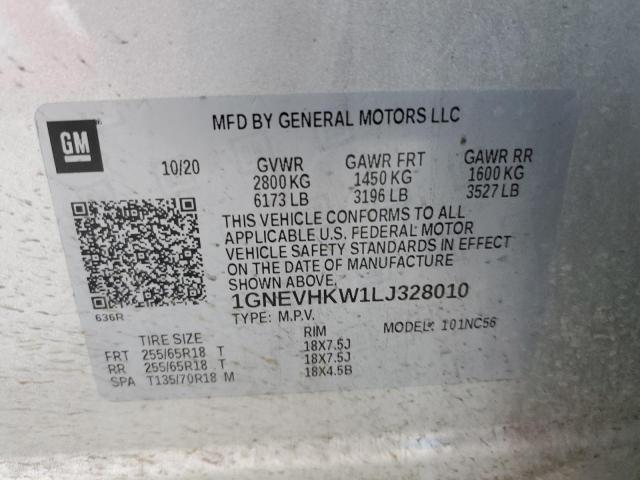 GM
MFD BY GENERAL MOTORS LLC
10/20 GVWR GAWR FRT GAWR RR
2800 KG 1450 KG 1600 KG
6173 LB 3196 LB 3527 LB
THIS VEHICLE CONFORMS TO ALL
APPLICABLE U.S. FEDERAL MOTOR
VEHICLE SAFETY STANDARDS IN EFFECT
ON THE DATE OF MANUFACTURE
SHOWN ABOVE.
1GNEVHKW1LJ328010
636R TYPE: M.P.V. MODEL: 101NC56
TIRE SIZE RIM
FRT 255/65R18 T 18X7.5J
RR 255/65R18 T 18X7.5J
SPA T135/70R18 M 18X4.5B